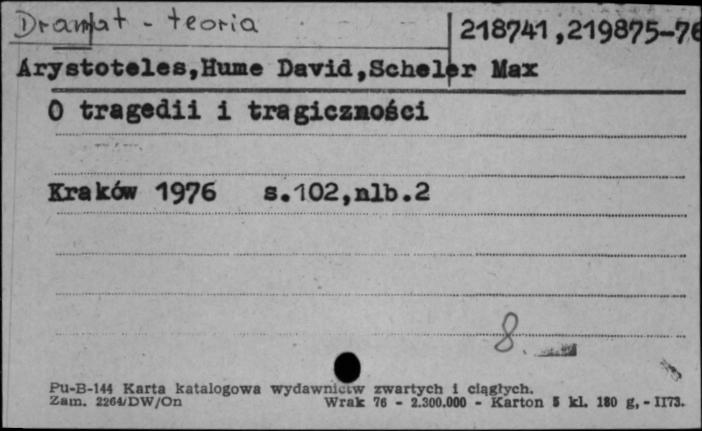 Dramat - teoria
218741,219875-76
Arystoteles,Hume David,Scheler Max
O tragedii i tragiczności
Kraków 1976 s.102,nlb.2
8.
Pu-B-144 Karta katalogowa wydawnictw zwartych i ciągłych.
Zam. 2264/DW/On Wrak 76 - 2.300.000 - Karton 5 kl. 180 g, - II73.